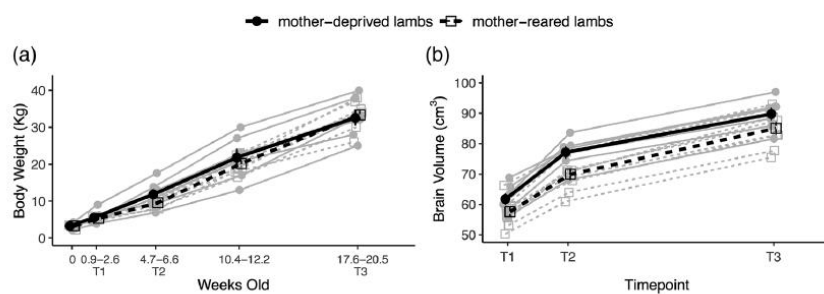 mother−deprived lambs mother−reared lambs
(a)
Body Weight (Kg)
40
30
20
10
0
0 0.9−2.6 4.7−6.6 10.4−12.2 17.6−20.5
T1 T2 T3
Weeks Old
(b)
Brain Volume (cm³)
100
90
80
70
60
50
T1 T2 T3
Timepoint